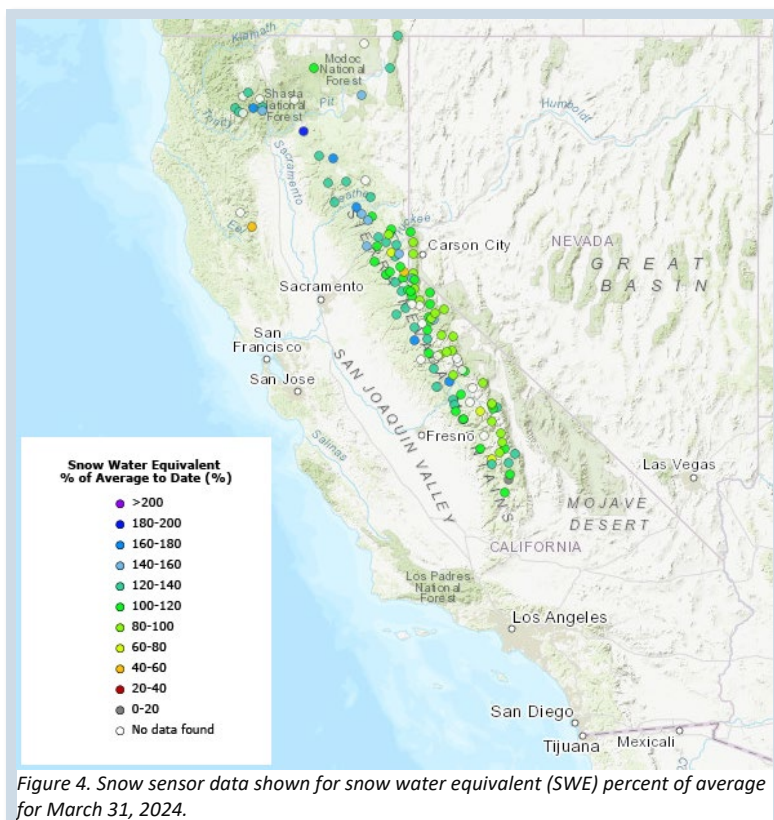 Klamath
Modoc
National
Forest
Shasta
National
Forest
Pit
Trinity
Humboldt
Sacramento
Feather
Eel
Carson City
NEVADA
GREAT
BASIN
Sacramento
San
Francisco
San Jose
SAN JOAQUIN VALLEY
Salinas
Fresno
Las Vegas
MOJAVE
DESERT
CALIFORNIA
Los Padres
National
Forest
Los Angeles
San Diego
Tijuana
Mexicali
Snow Water Equivalent
% of Average to Date (%)
>200
180-200
160-180
140-160
120-140
100-120
80-100
60-80
40-60
20-40
0-20
No data found
Figure 4. Snow sensor data shown for snow water equivalent (SWE) percent of average
for March 31, 2024.